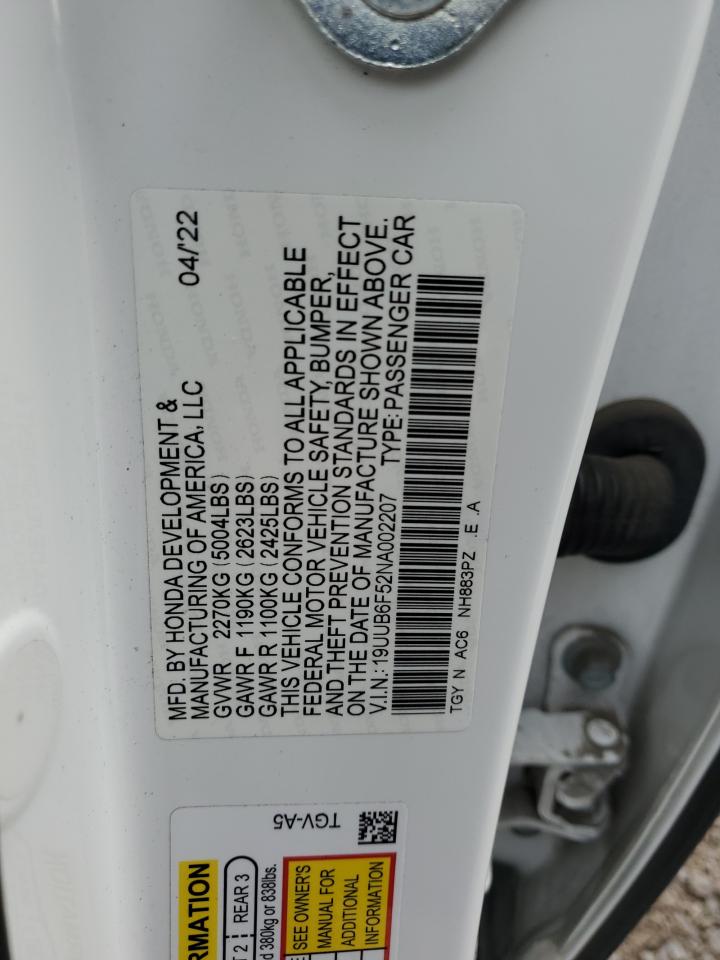 MFD. BY HONDA DEVELOPMENT & 04/'22
MANUFACTURING OF AMERICA, LLC
GVWR 2270KG (5004LBS)
GAWR F 1190KG (2623LBS)
GAWR R 1100KG (2425LBS)
THIS VEHICLE CONFORMS TO ALL APPLICABLE
FEDERAL MOTOR VEHICLE SAFETY, BUMPER,
AND THEFT PREVENTION STANDARDS IN EFFECT
ON THE DATE OF MANUFACTURE SHOWN ABOVE.
V.I.N.: 19UUB6F52NA002207 TYPE: PASSENGER CAR
TGY N AC6 NH883PZ .E .A
TGV-A5
RMATION
T 2 REAR 3
d 380kg or 838lbs.
SEE OWNER'S
MANUAL FOR
ADDITIONAL
INFORMATION